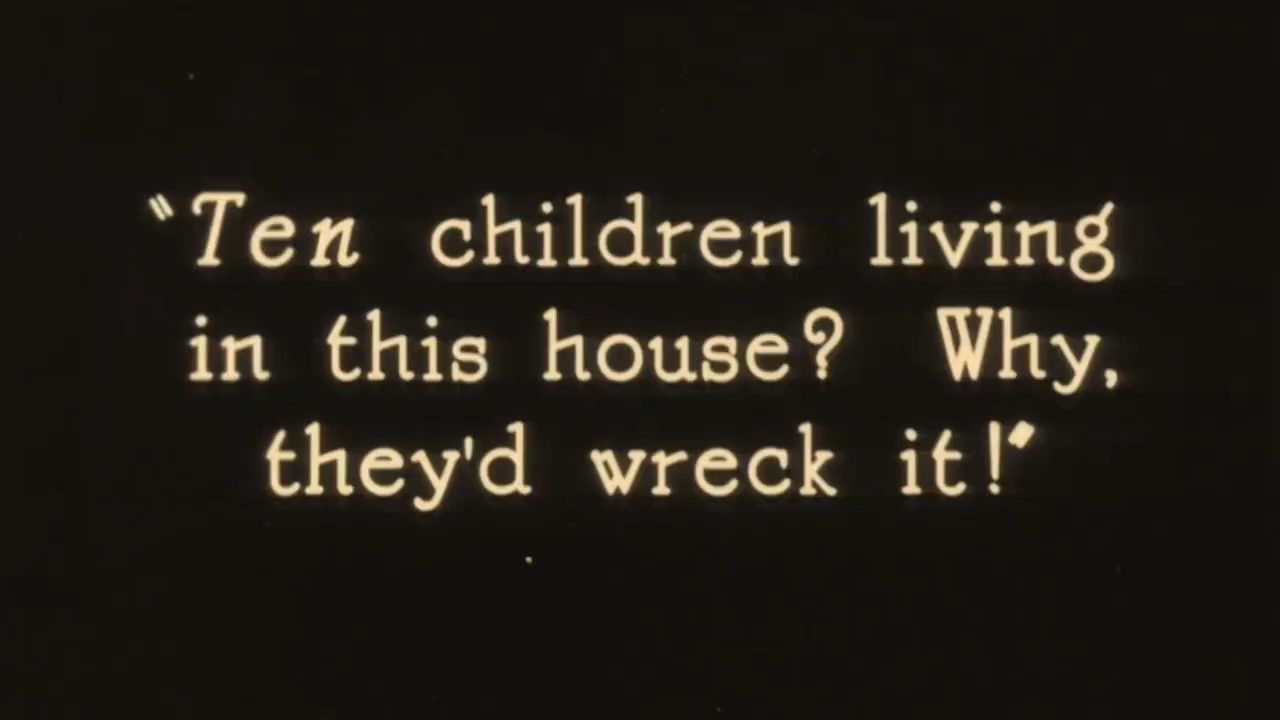 "Ten children living
in this house? Why,
they'd wreck it!"